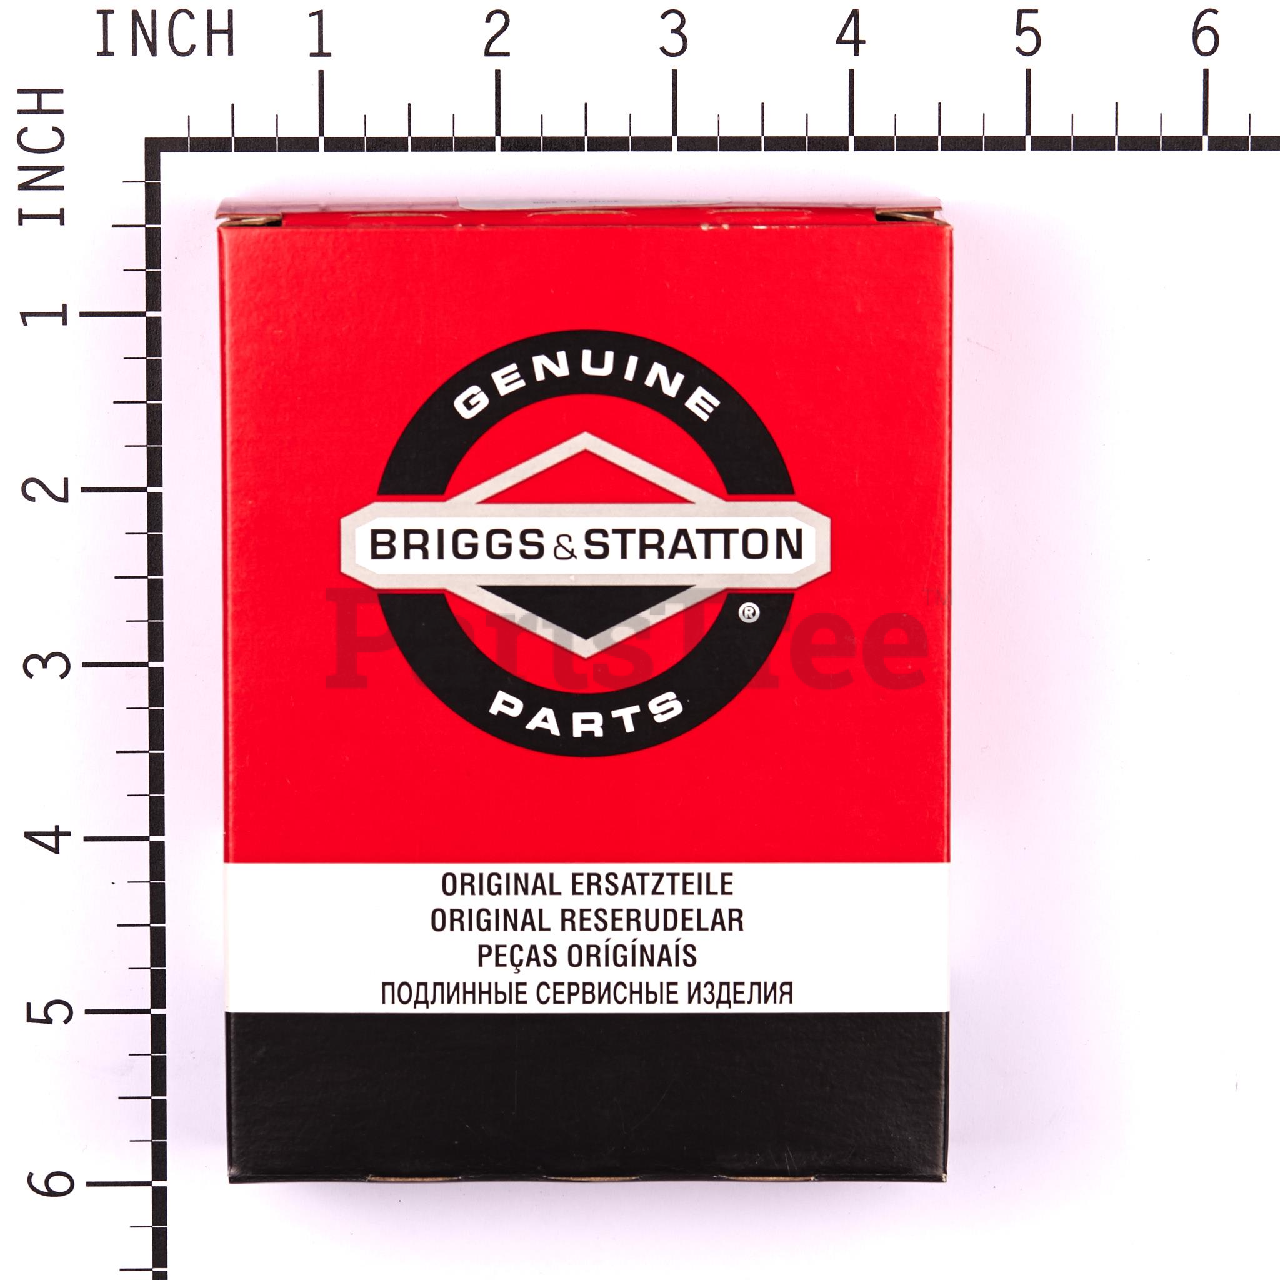 INCH 1 2 3 4 5 6
INCH 1 2 3 4 5 6
GENUINE
BRIGGS & STRATTON
®
PartsTree
PARTS
ORIGINAL ERSATZTEILE
ORIGINAL RESERUDELAR
PEÇAS ORÍGÍNAÍS
ПОДЛИННЫЕ СЕРВИСНЫЕ ИЗДЕЛИЯ